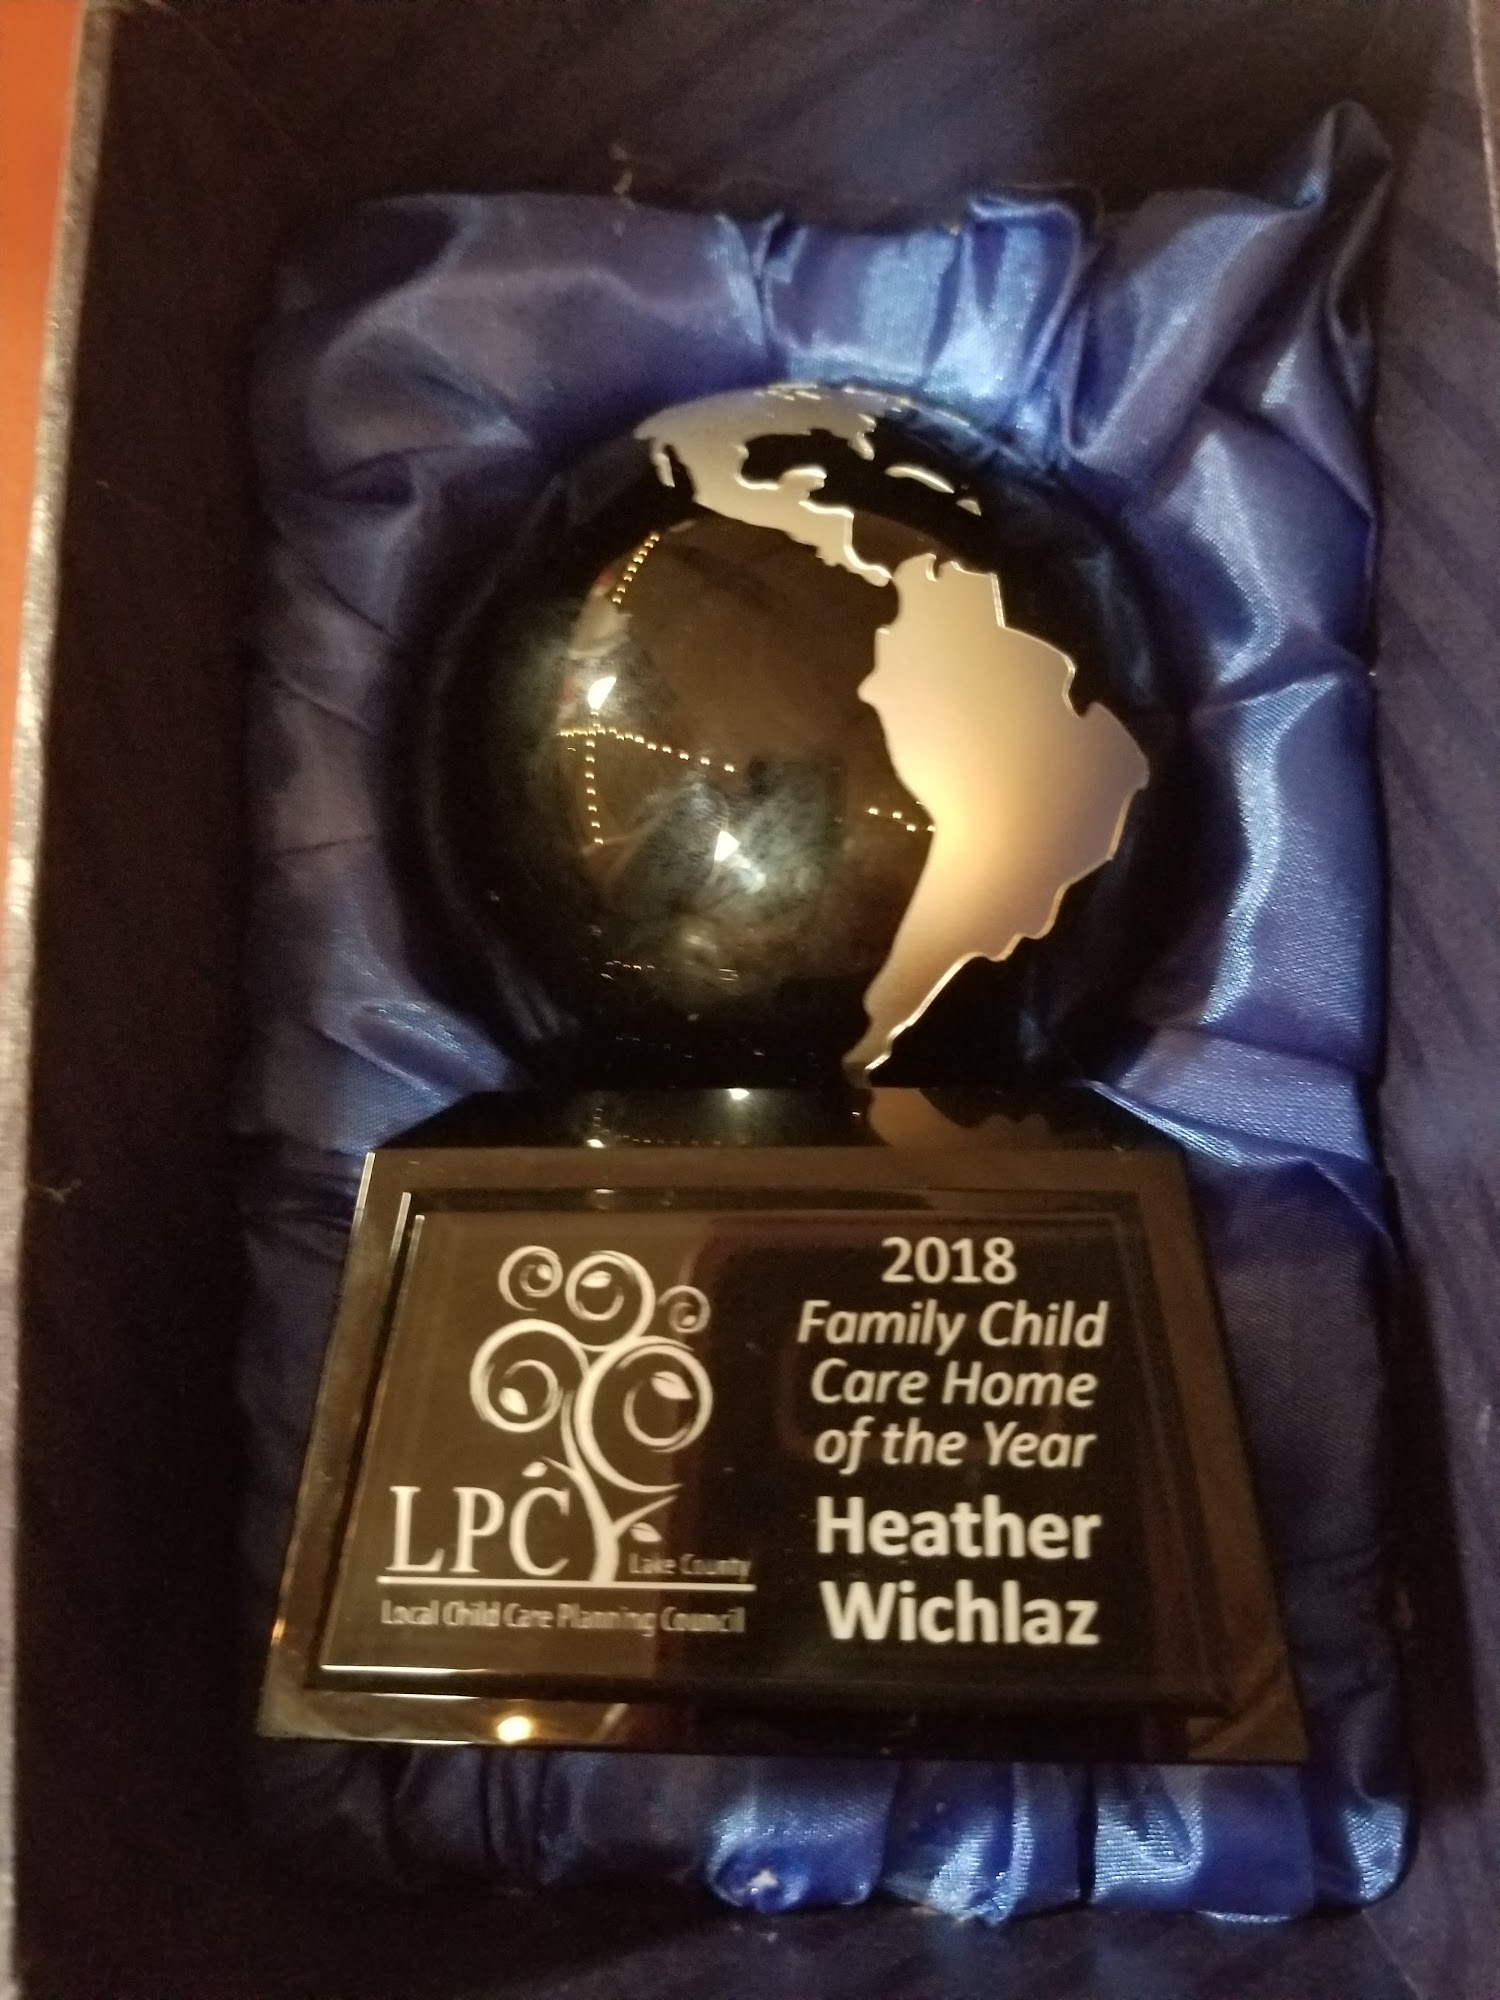 LPC
Lake County
Local Child Care Planning Council
2018
Family Child
Care Home
of the Year
Heather
Wichlaz